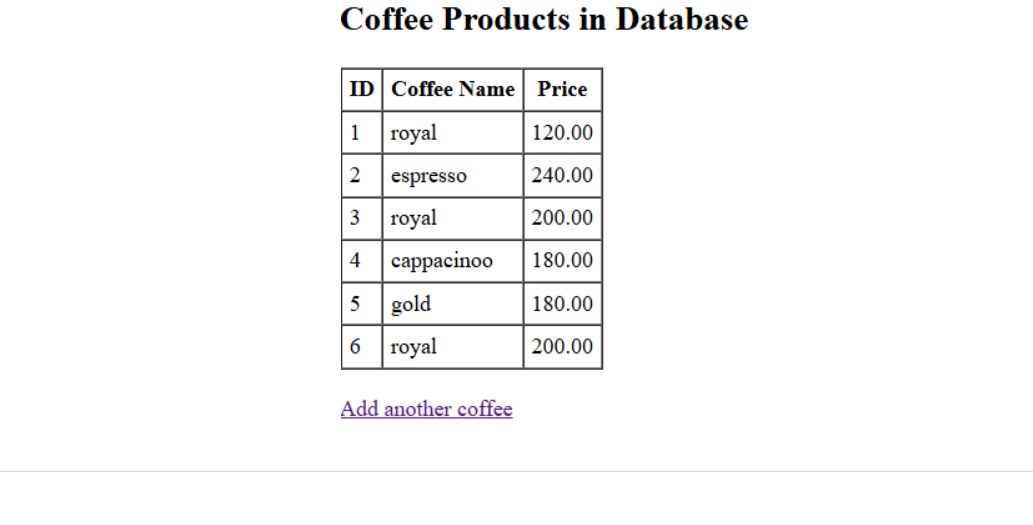 Coffee Products in Database
ID Coffee Name Price
1 royal 120.00
2 espresso 240.00
3 royal 200.00
4 cappacinoo 180.00
5 gold 180.00
6 royal 200.00
Add another coffee